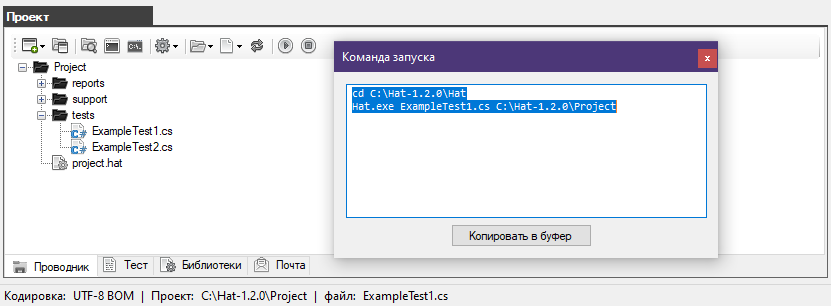 Проект
Команда запуска
x
Project
reports
support
tests
ExampleTest1.cs
ExampleTest2.cs
project.hat
cd C:\Hat-1.2.0\Hat
Hat.exe ExampleTest1.cs C:\Hat-1.2.0\Project
Копировать в буфер
Проводник Тест Библиотеки Почта
Кодировка: UTF-8 BOM | Проект: C:\Hat-1.2.0\Project | файл: ExampleTest1.cs